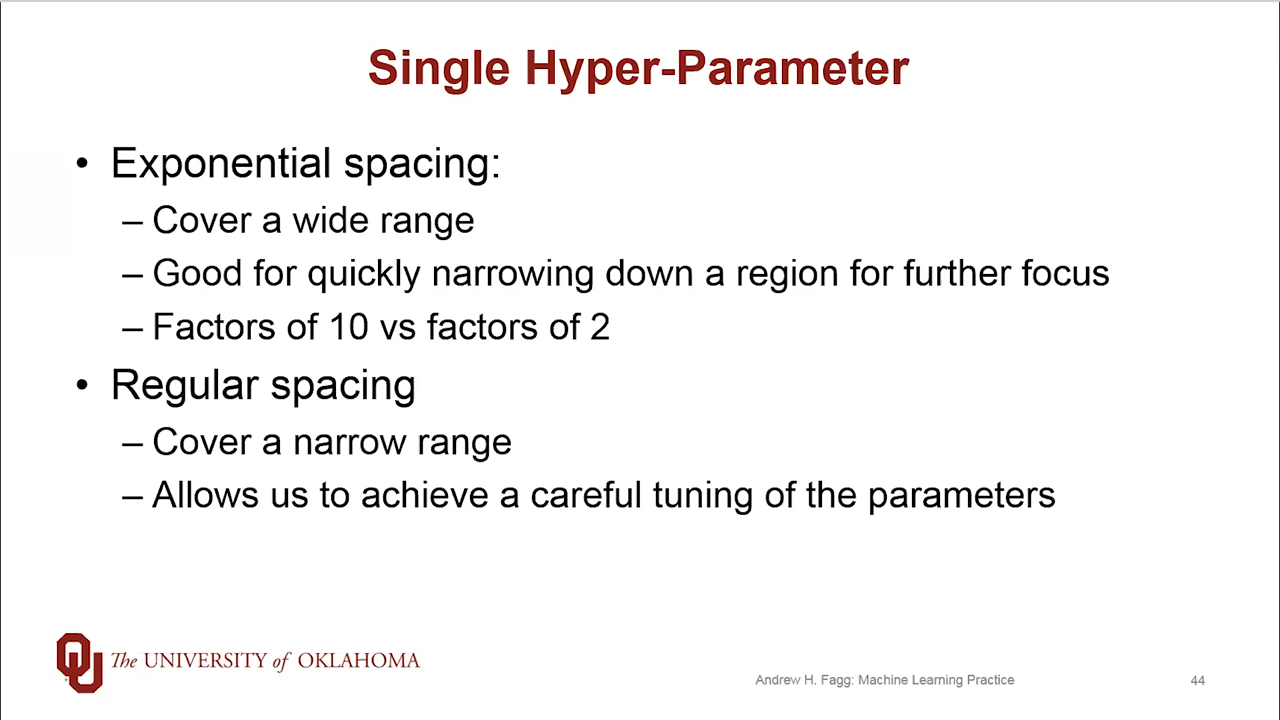 Single Hyper-Parameter
• Exponential spacing:
– Cover a wide range
– Good for quickly narrowing down a region for further focus
– Factors of 10 vs factors of 2
• Regular spacing
– Cover a narrow range
– Allows us to achieve a careful tuning of the parameters
The UNIVERSITY of OKLAHOMA
Andrew H. Fagg: Machine Learning Practice
44